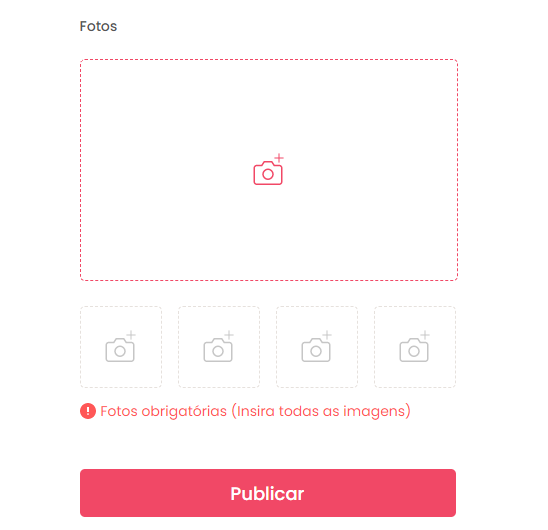 Fotos
Fotos obrigatórias (Insira todas as imagens)
Publicar